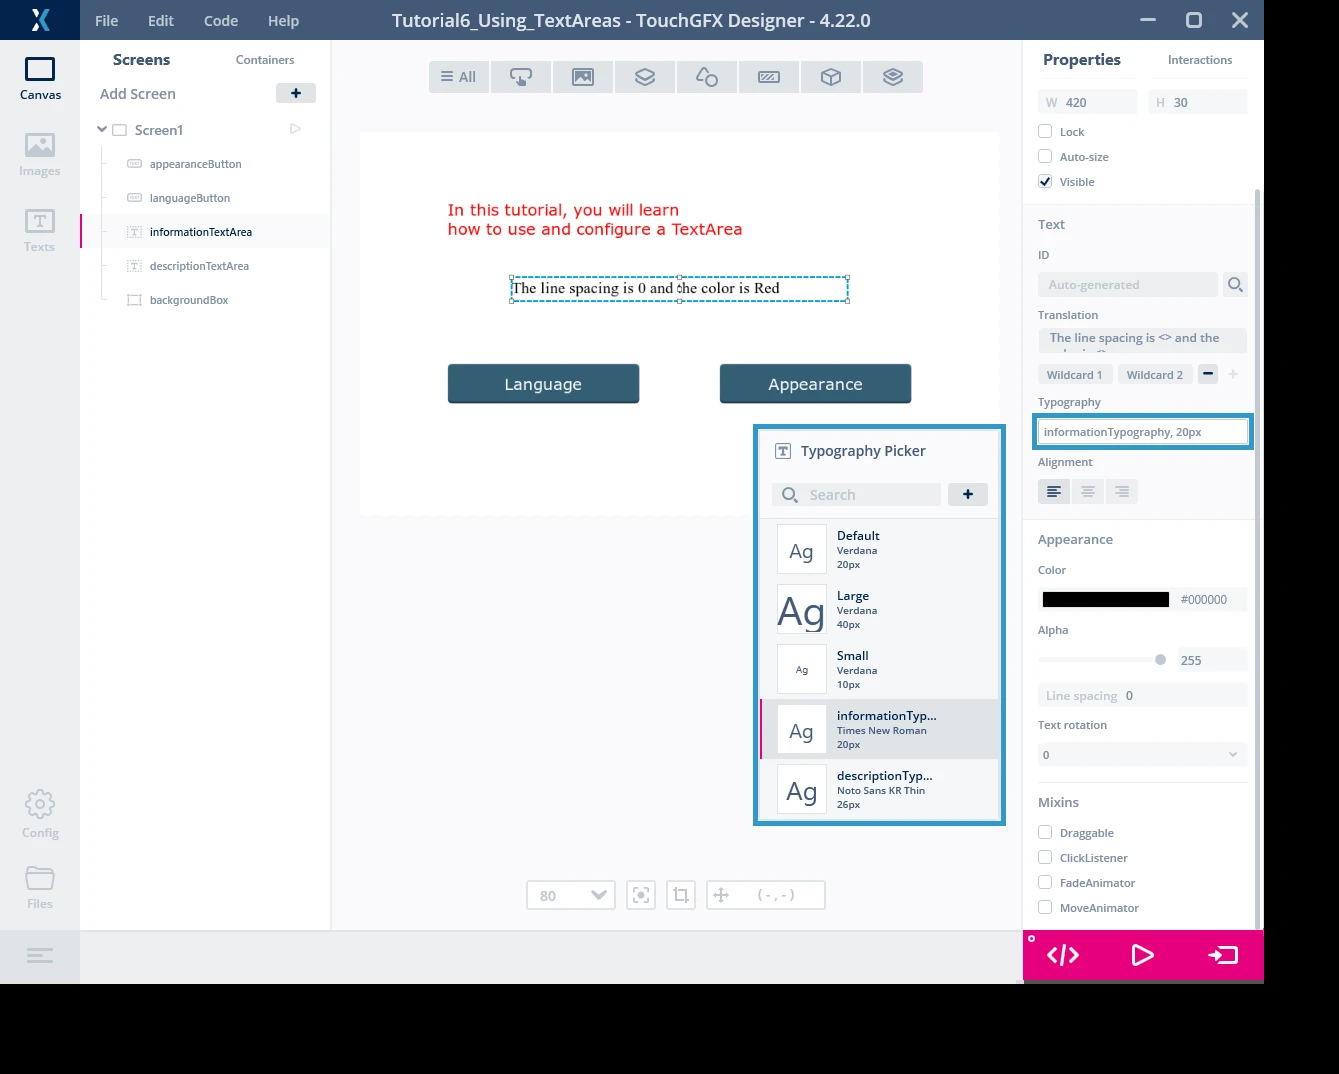 File Edit Code Help
Tutorial6_Using_TextAreas - TouchGFX Designer - 4.22.0
Canvas
Images
Texts
Config
Files
Screens Containers
Add Screen
Screen1
appearanceButton
languageButton
informationTextArea
descriptionTextArea
backgroundBox
All
In this tutorial, you will learn
how to use and configure a TextArea
The line spacing is 0 and the color is Red
Language
Appearance
Typography Picker
Search
Ag
Default
Verdana
20px
Ag
Large
Verdana
40px
Ag
Small
Verdana
10px
Ag
informationTyp...
Times New Roman
20px
Ag
descriptionTyp...
Noto Sans KR Thin
26px
80
(-,-)
Properties Interactions
W 420 H 30
Lock
Auto-size
Visible
Text
ID
Auto-generated
Translation
The line spacing is <> and the
Wildcard 1 Wildcard 2
Typography
informationTypography, 20px
Alignment
Appearance
Color
#000000
Alpha
255
Line spacing 0
Text rotation
0
Mixins
Draggable
ClickListener
FadeAnimator
MoveAnimator